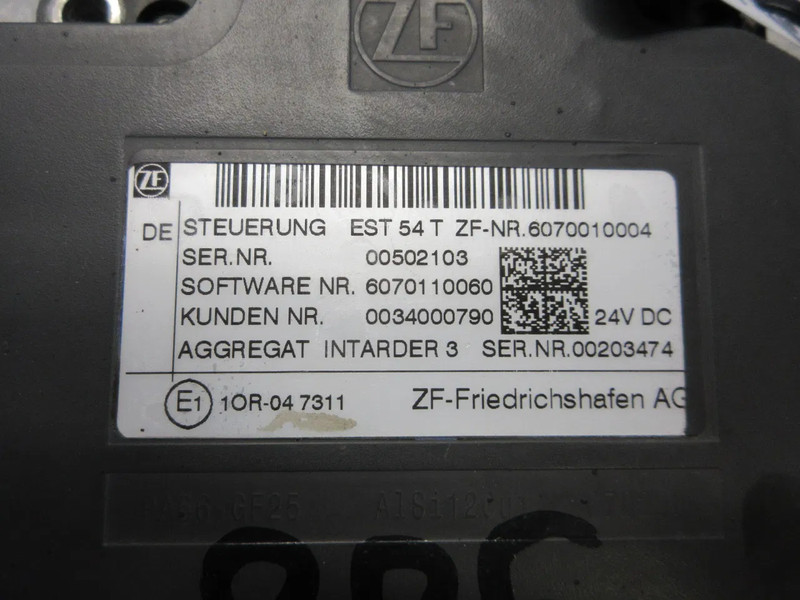 ZF
ZF
DE STEUERUNG EST 54 T ZF-NR.6070010004
SER.NR. 00502103
SOFTWARE NR. 6070110060
KUNDEN NR. 0034000790 24V DC
AGGREGAT INTARDER 3 SER.NR.00203474
E1 10R-04 7311 ZF-Friedrichshafen AG